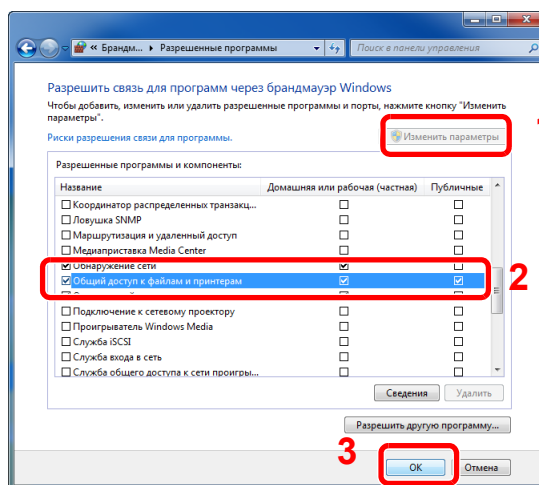 « Брандм... ▸ Разрешенные программы
Поиск в панели управления
Разрешить связь для программ через брандмауэр Windows
Чтобы добавить, изменить или удалить разрешенные программы и порты, нажмите кнопку "Изменить
параметры".
Риски разрешения связи для программы.
Изменить параметры
Разрешенные программы и компоненты:
Название Домашняя или рабочая (частная) Публичные
Координатор распределенных транзакц...
Ловушка SNMP
Маршрутизация и удаленный доступ
Медиаприставка Media Center
Обнаружение сети
Общий доступ к файлам и принтерам
2
Подключение к сетевому проектору
Проигрыватель Windows Media
Служба iSCSI
Служба входа в сеть
Служба общего доступа к сети проигры...
Сведения Удалить
Разрешить другую программу...
3
ОК Отмена